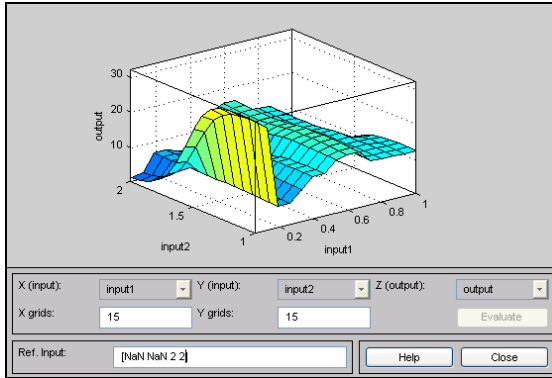 30
20
10
output
2
1.5
1
input2
0.2
0.4
0.6
0.8
1
input1
X (input): input1 Y (input): input2 Z (output): output
X grids: 15 Y grids: 15 Evaluate
Ref. Input: [NaN NaN 2 2] Help Close